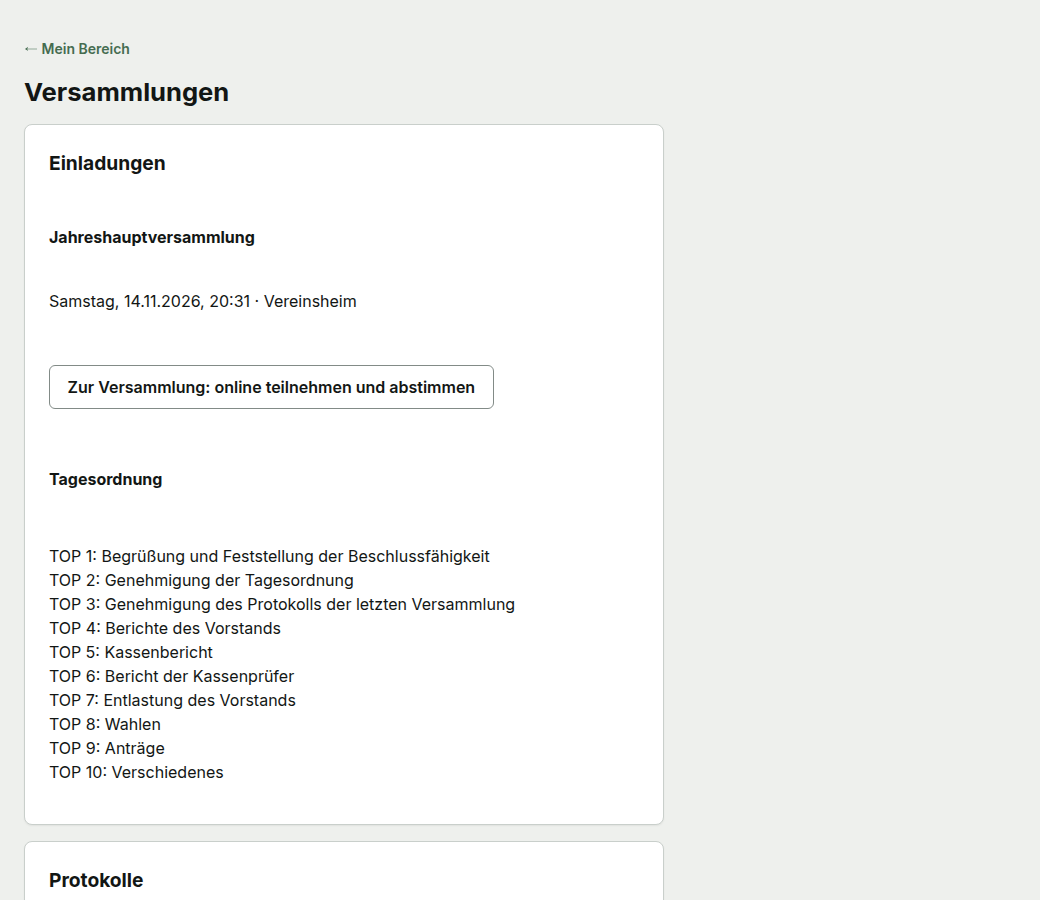 ← Mein Bereich
Versammlungen
Einladungen
Jahreshauptversammlung
Samstag, 14.11.2026, 20:31 · Vereinsheim
Zur Versammlung: online teilnehmen und abstimmen
Tagesordnung
TOP 1: Begrüßung und Feststellung der Beschlussfähigkeit
TOP 2: Genehmigung der Tagesordnung
TOP 3: Genehmigung des Protokolls der letzten Versammlung
TOP 4: Berichte des Vorstands
TOP 5: Kassenbericht
TOP 6: Bericht der Kassenprüfer
TOP 7: Entlastung des Vorstands
TOP 8: Wahlen
TOP 9: Anträge
TOP 10: Verschiedenes
Protokolle